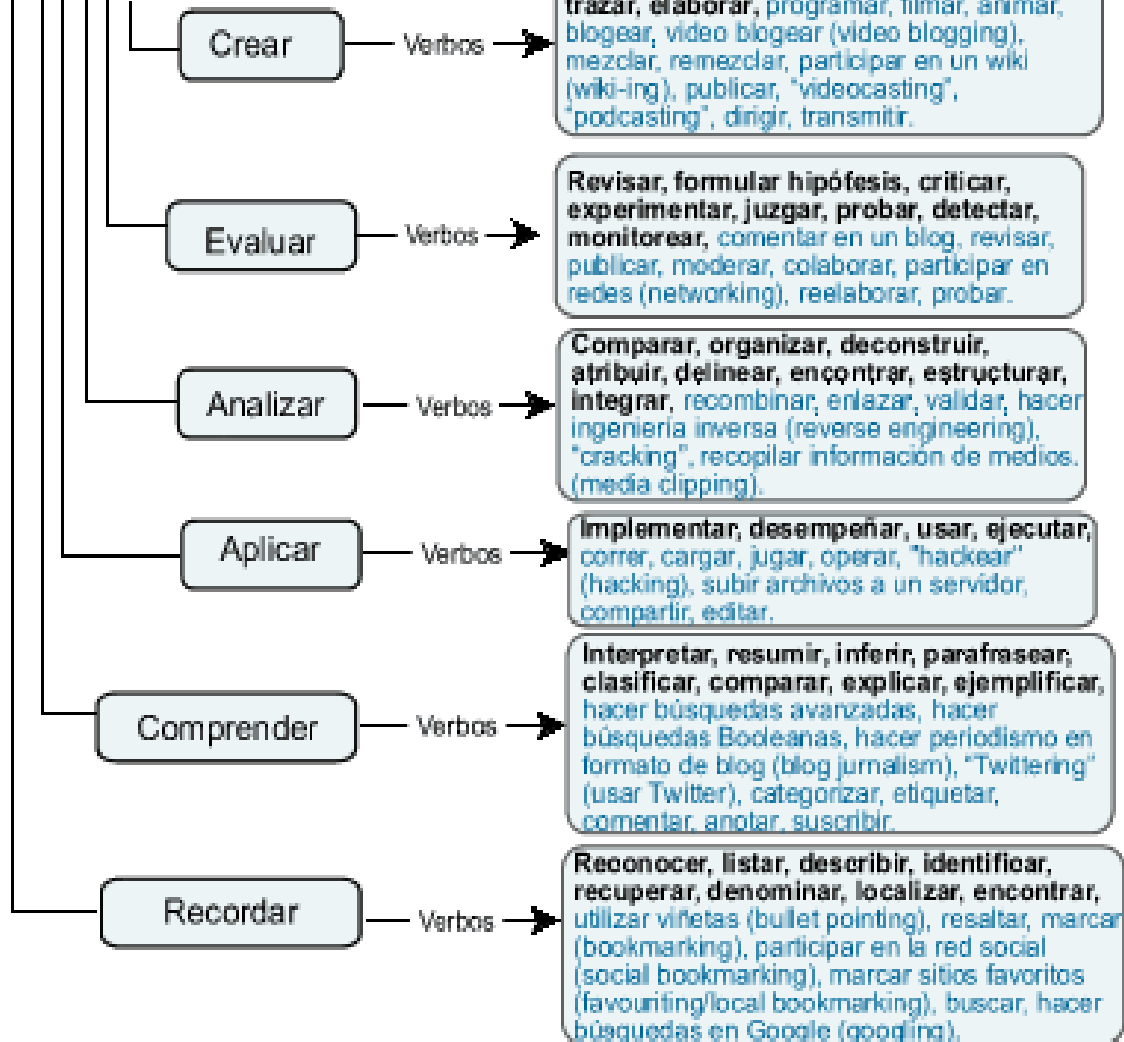 trazar, elaborar, programar, filmar, animar,
blogear, video blogear (video blogging),
mezclar, remezclar, participar en un wiki
(wiki-ing), publicar, "videocasting",
"podcasting", dirigir, transmitir.
Crear
Verbos
Revisar, formular hipótesis, criticar,
experimentar, juzgar, probar, detectar,
monitorear, comentar en un blog, revisar,
publicar, moderar, colaborar, participar en
redes (networking), reelaborar, probar.
Evaluar
Verbos
Comparar, organizar, deconstruir,
atribuir, delinear, encontrar, estructurar,
integrar, recombinar, enlazar, validar, hacer
ingeniería inversa (reverse engineering),
"cracking", recopilar información de medios.
(media clipping).
Analizar
Verbos
Implementar, desempeñar, usar, ejecutar,
correr, cargar, jugar, operar, "hackear"
(hacking), subir archivos a un servidor,
compartir, editar.
Aplicar
Verbos
Interpretar, resumir, inferir, parafrasear,
clasificar, comparar, explicar, ejemplificar,
hacer búsquedas avanzadas, hacer
búsquedas Booleanas, hacer periodismo en
formato de blog (blog jurnalism), "Twittering"
(usar Twitter), categorizar, etiquetar,
comentar, anotar, suscribir.
Comprender
Verbos
Reconocer, listar, describir, identificar,
recuperar, denominar, localizar, encontrar,
utilizar viñetas (bullet pointing), resaltar, marcar
(bookmarking), participar en la red social
(social bookmarking), marcar sitios favoritos
(favouriting/local bookmarking), buscar, hacer
búsquedas en Google (googling).
Recordar
Verbos